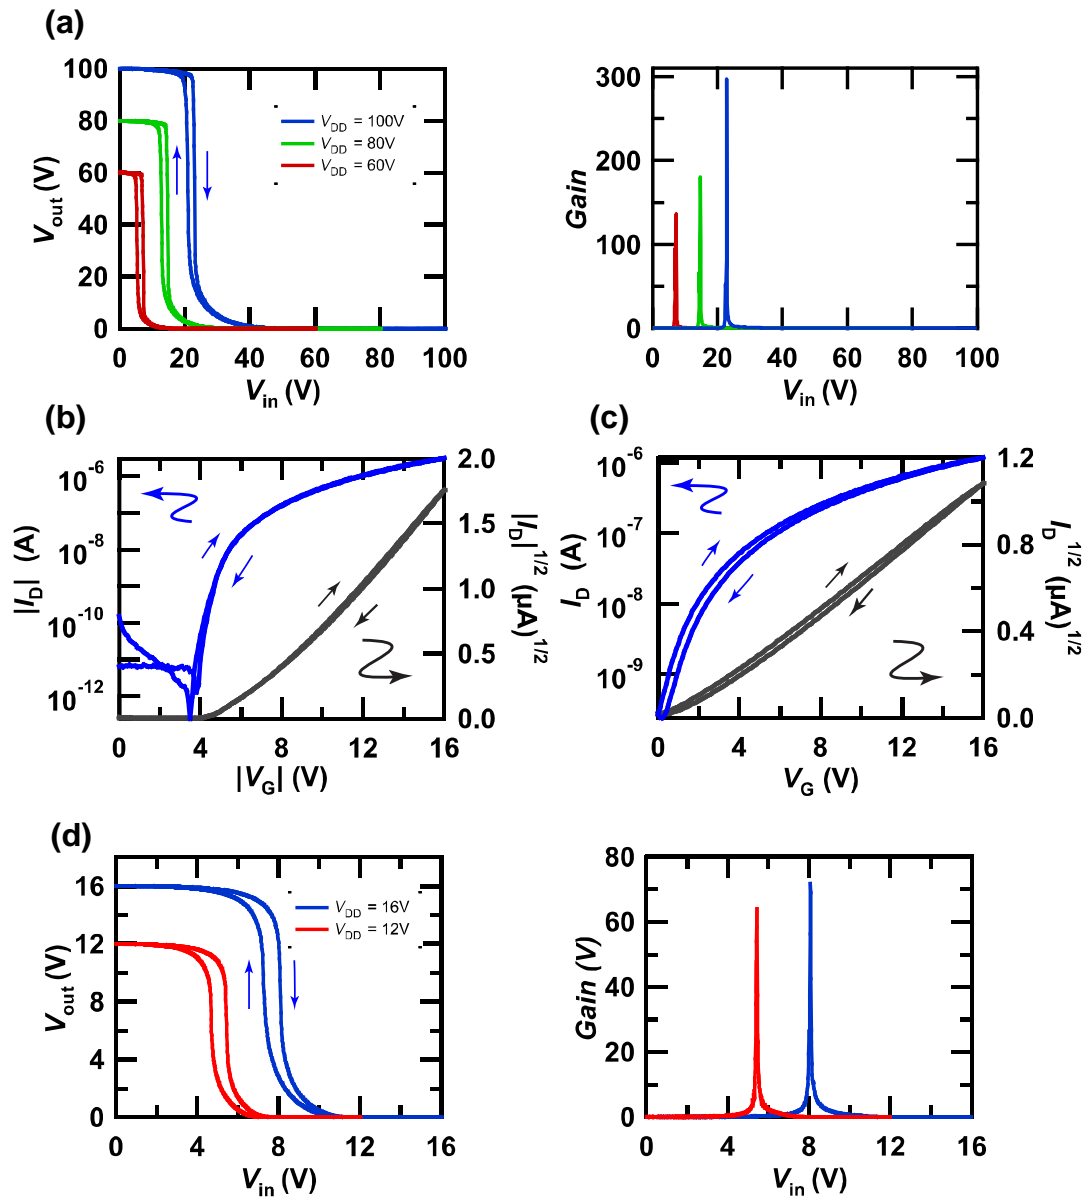 (a)
100
80
60
40
20
0
V_out (V)
0 20 40 60 80 100
V_in (V)
V_DD = 100V
V_DD = 80V
V_DD = 60V
300
200
100
0
Gain
0 20 40 60 80 100
V_in (V)
(b)
10^-6
10^-8
10^-10
10^-12
|I_D| (A)
2.0
1.5
1.0
0.5
0.0
|I_D|^1/2 (µA)^1/2
0 4 8 12 16
|V_G| (V)
(c)
10^-6
10^-7
10^-8
10^-9
I_D (A)
1.2
0.8
0.4
0.0
I_D^1/2 (µA)^1/2
0 4 8 12 16
V_G (V)
(d)
16
12
8
4
0
V_out (V)
0 4 8 12 16
V_in (V)
V_DD = 16V
V_DD = 12V
80
60
40
20
0
Gain (V)
0 4 8 12 16
V_in (V)